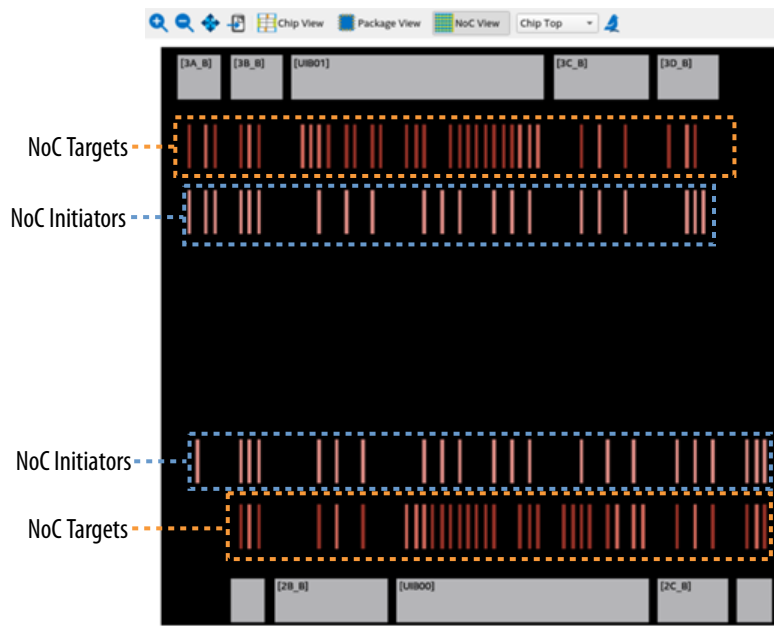 Chip View Package View NoC View Chip Top
[3A_B] [3B_B] [UIB01] [3C_B] [3D_B]
NoC Targets
NoC Initiators
NoC Initiators
NoC Targets
[2B_B] [UIB00] [2C_B]